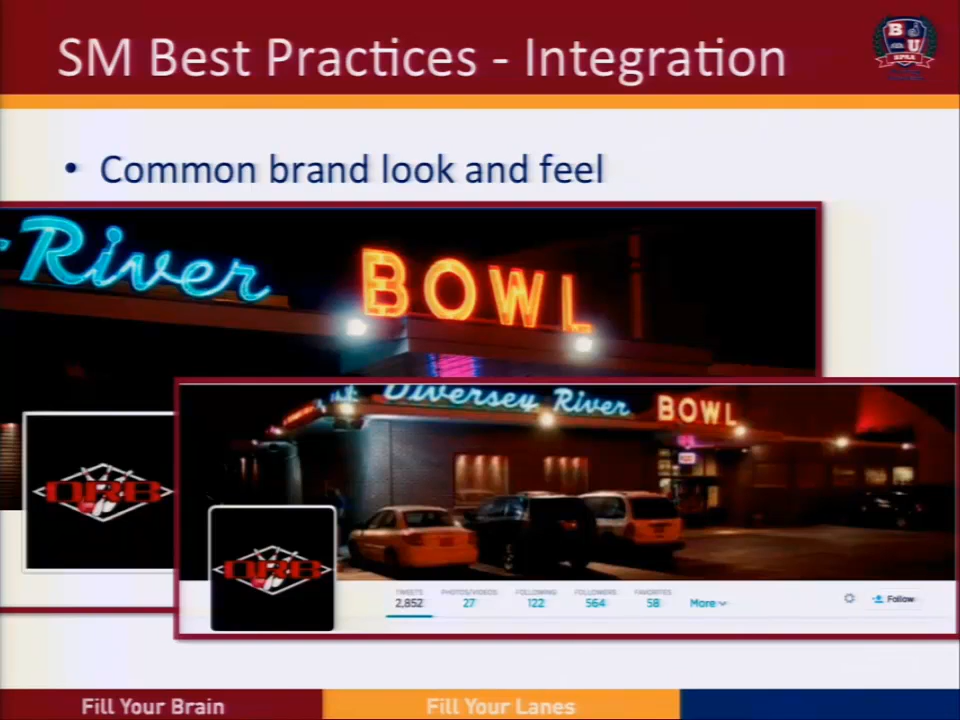 SM Best Practices - Integration
B U
• Common brand look and feel
River BOWL
Diversey River BOWL
DRB
DRB
TWEETS PHOTOS/VIDEOS FOLLOWING FOLLOWERS FAVORITES
2,852 27 122 564 58 More Follow
Fill Your Brain Fill Your Lanes